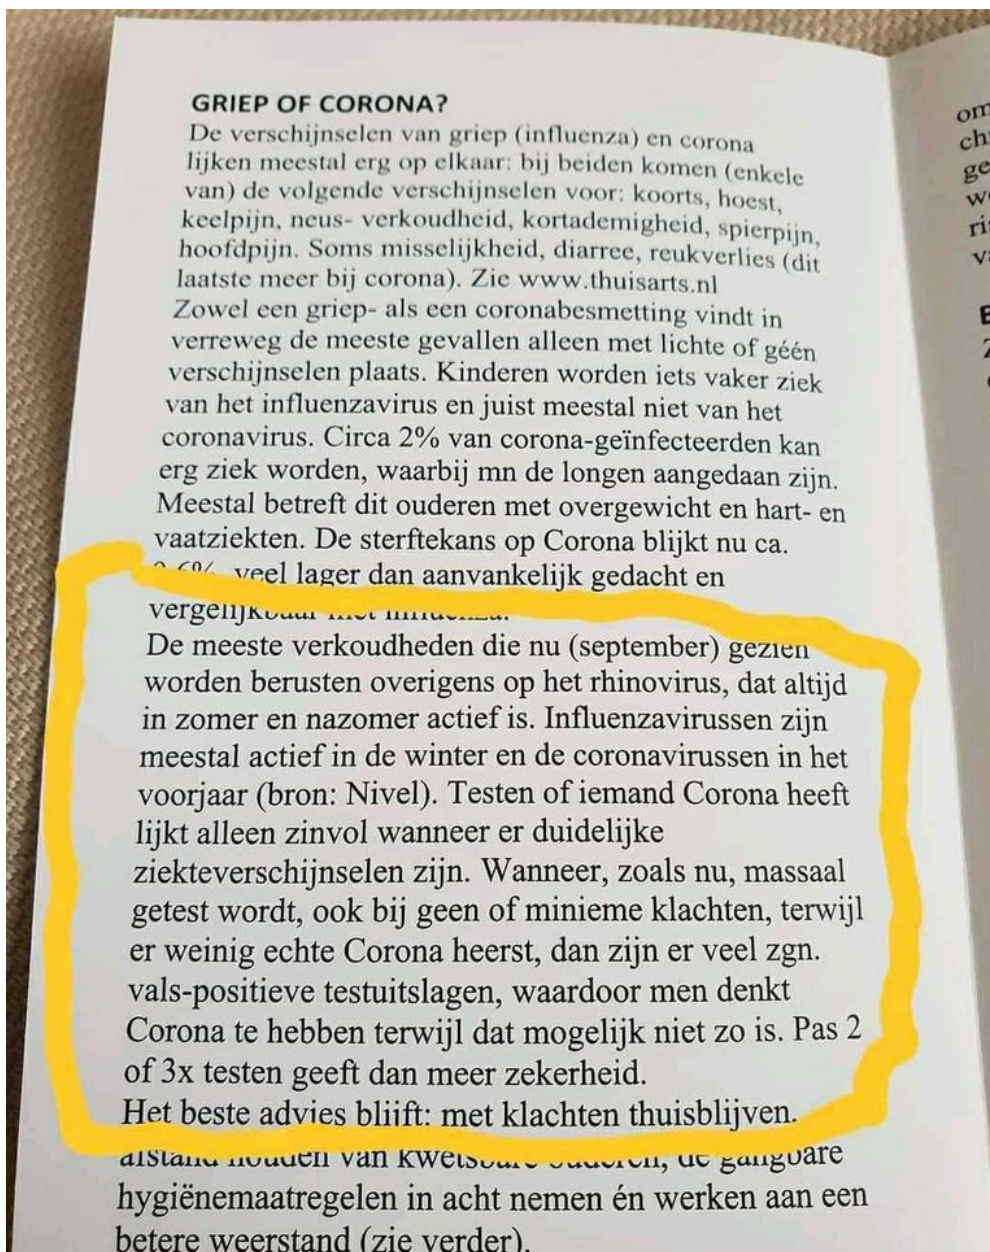 GRIEP OF CORONA?
De verschijnselen van griep (influenza) en corona
lijken meestal erg op elkaar: bij beiden komen (enkele
van) de volgende verschijnselen voor: koorts, hoest,
keelpijn, neus- verkoudheid, kortademigheid, spierpijn,
hoofdpijn. Soms misselijkheid, diarree, reukverlies (dit
laatste meer bij corona). Zie www.thuisarts.nl
Zowel een griep- als een coronabesmetting vindt in
verreweg de meeste gevallen alleen met lichte of géén
verschijnselen plaats. Kinderen worden iets vaker ziek
van het influenzavirus en juist meestal niet van het
coronavirus. Circa 2% van corona-geïnfecteerden kan
erg ziek worden, waarbij mn de longen aangedaan zijn.
Meestal betreft dit ouderen met overgewicht en hart- en
vaatziekten. De sterftekans op Corona blijkt nu ca.
veel lager dan aanvankelijk gedacht en
vergelijkbaar met influenza.
De meeste verkoudheden die nu (september) gezien
worden berusten overigens op het rhinovirus, dat altijd
in zomer en nazomer actief is. Influenzavirussen zijn
meestal actief in de winter en de coronavirussen in het
voorjaar (bron: Nivel). Testen of iemand Corona heeft
lijkt alleen zinvol wanneer er duidelijke
ziekteverschijnselen zijn. Wanneer, zoals nu, massaal
getest wordt, ook bij geen of minieme klachten, terwijl
er weinig echte Corona heerst, dan zijn er veel zgn.
vals-positieve testuitslagen, waardoor men denkt
Corona te hebben terwijl dat mogelijk niet zo is. Pas 2
of 3x testen geeft dan meer zekerheid.
Het beste advies blijft: met klachten thuisblijven.
afstand houden van kwetsbare ouderen, de gangbare
hygiënemaatregelen in acht nemen én werken aan een
betere weerstand (zie verder).